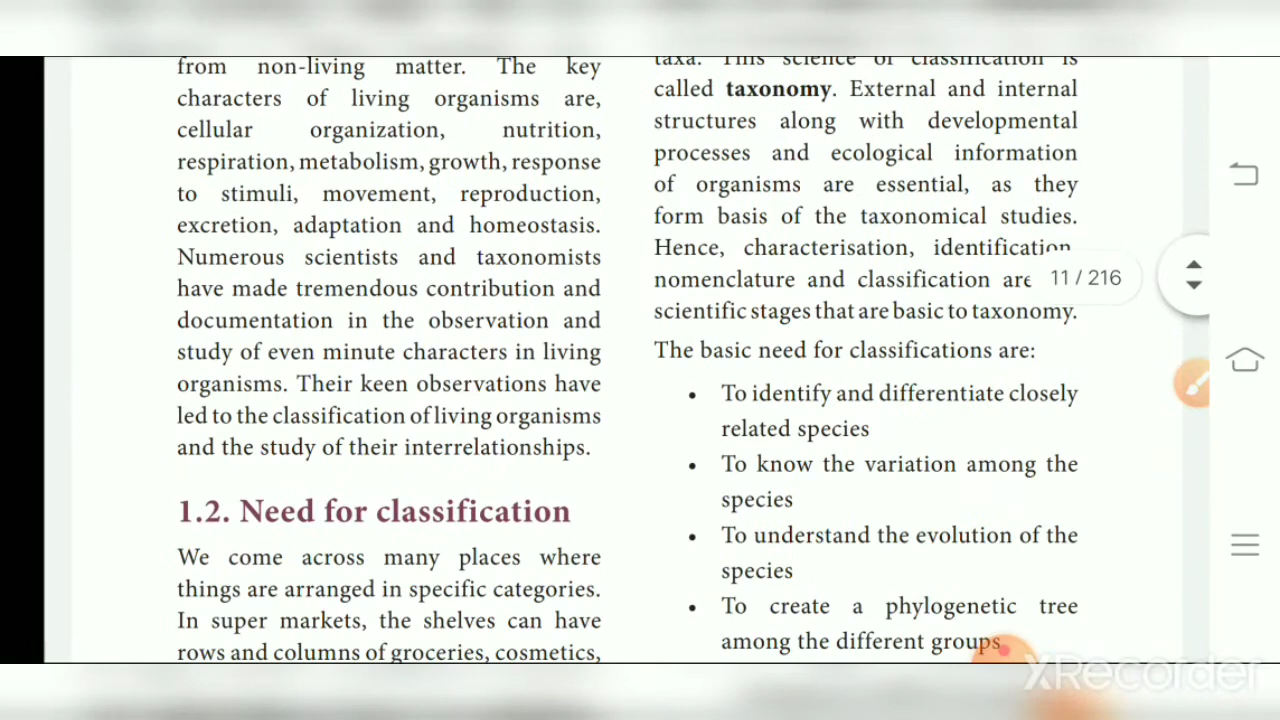 from non-living matter. The key
characters of living organisms are,
cellular organization, nutrition,
respiration, metabolism, growth, response
to stimuli, movement, reproduction,
excretion, adaptation and homeostasis.
Numerous scientists and taxonomists
have made tremendous contribution and
documentation in the observation and
study of even minute characters in living
organisms. Their keen observations have
led to the classification of living organisms
and the study of their interrelationships.
1.2. Need for classification
We come across many places where
things are arranged in specific categories.
In super markets, the shelves can have
rows and columns of groceries, cosmetics,
taxa. This science of classification is
called taxonomy. External and internal
structures along with developmental
processes and ecological information
of organisms are essential, as they
form basis of the taxonomical studies.
Hence, characterisation, identification
nomenclature and classification are
scientific stages that are basic to taxonomy.
The basic need for classifications are:
• To identify and differentiate closely
related species
• To know the variation among the
species
• To understand the evolution of the
species
• To create a phylogenetic tree
among the different groups
11 / 216
XRecorder